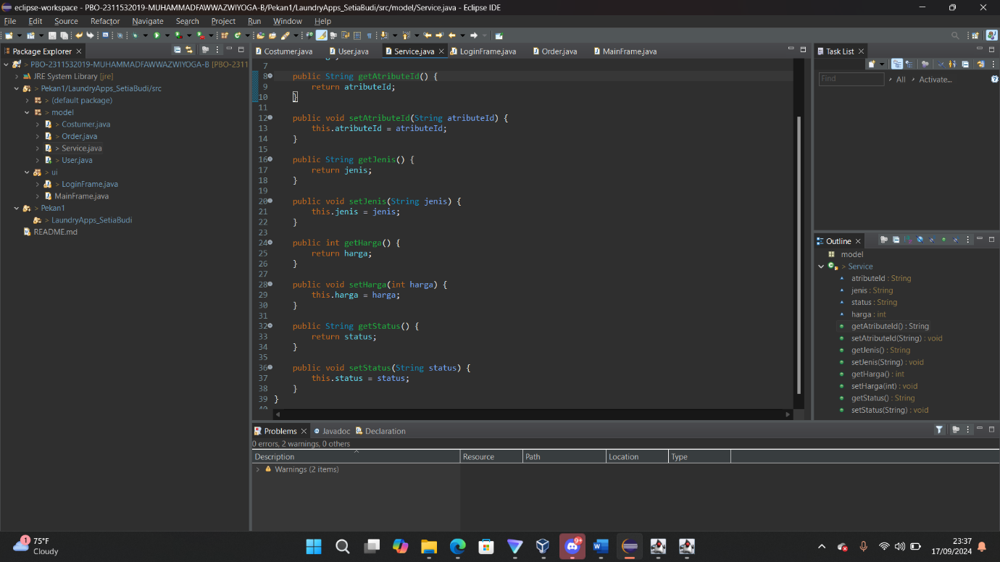 eclipse-workspace - PBO-2311532019-MUHAMMADFAWWAZWIYOGA-B/Pekan1/LaundryApps_SetiaBudi/src/model/Service.java - Eclipse IDE
File Edit Source Refactor Navigate Search Project Run Window Help
Package Explorer
PBO-2311532019-MUHAMMADFAWWAZWIYOGA-B [PBO-2311
JRE System Library [jre]
Pekan1/LaundryApps_SetiaBudi/src
> (default package)
> model
> Costumer.java
> Order.java
> Service.java
> User.java
> ui
> LoginFrame.java
MainFrame.java
> Pekan1
> LaundryApps_SetiaBudi
README.md
Costumer.java User.java Service.java LoginFrame.java Order.java MainFrame.java
7
8 public String getAtributeId() {
9 return atributeId;
10 }
11
12 public void setAtributeId(String atributeId) {
13 this.atributeId = atributeId;
14 }
15
16 public String getJenis() {
17 return jenis;
18 }
19
20 public void setJenis(String jenis) {
21 this.jenis = jenis;
22 }
23
24 public int getHarga() {
25 return harga;
26 }
27
28 public void setHarga(int harga) {
29 this.harga = harga;
30 }
31
32 public String getStatus() {
33 return status;
34 }
35
36 public void setStatus(String status) {
37 this.status = status;
38 }
39 }
Task List
Find All Activate...
Outline
model
> Service
atributeId : String
jenis : String
status : String
harga : int
getAtributeId() : String
setAtributeId(String) : void
getJenis() : String
setJenis(String) : void
getHarga() : int
setHarga(int) : void
getStatus() : String
setStatus(String) : void
Problems Javadoc Declaration
0 errors, 2 warnings, 0 others
Description Resource Path Location Type
Warnings (2 items)
1
75°F
Cloudy
9+
23:37
17/09/2024